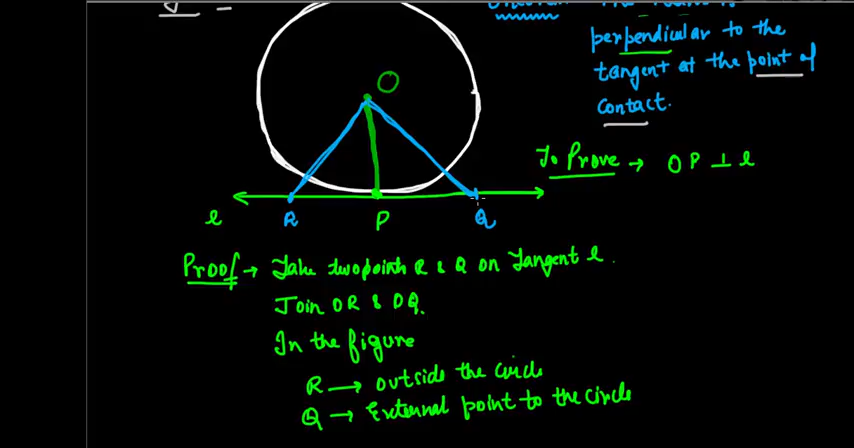 perpendicular to the
tangent at the point of
contact.
O
To Prove → OP ⊥ l
l R P Q
Proof → Take two points R & Q on Tangent l.
Join OR & OQ.
In the figure
R → outside the circle
Q → External point to the circle